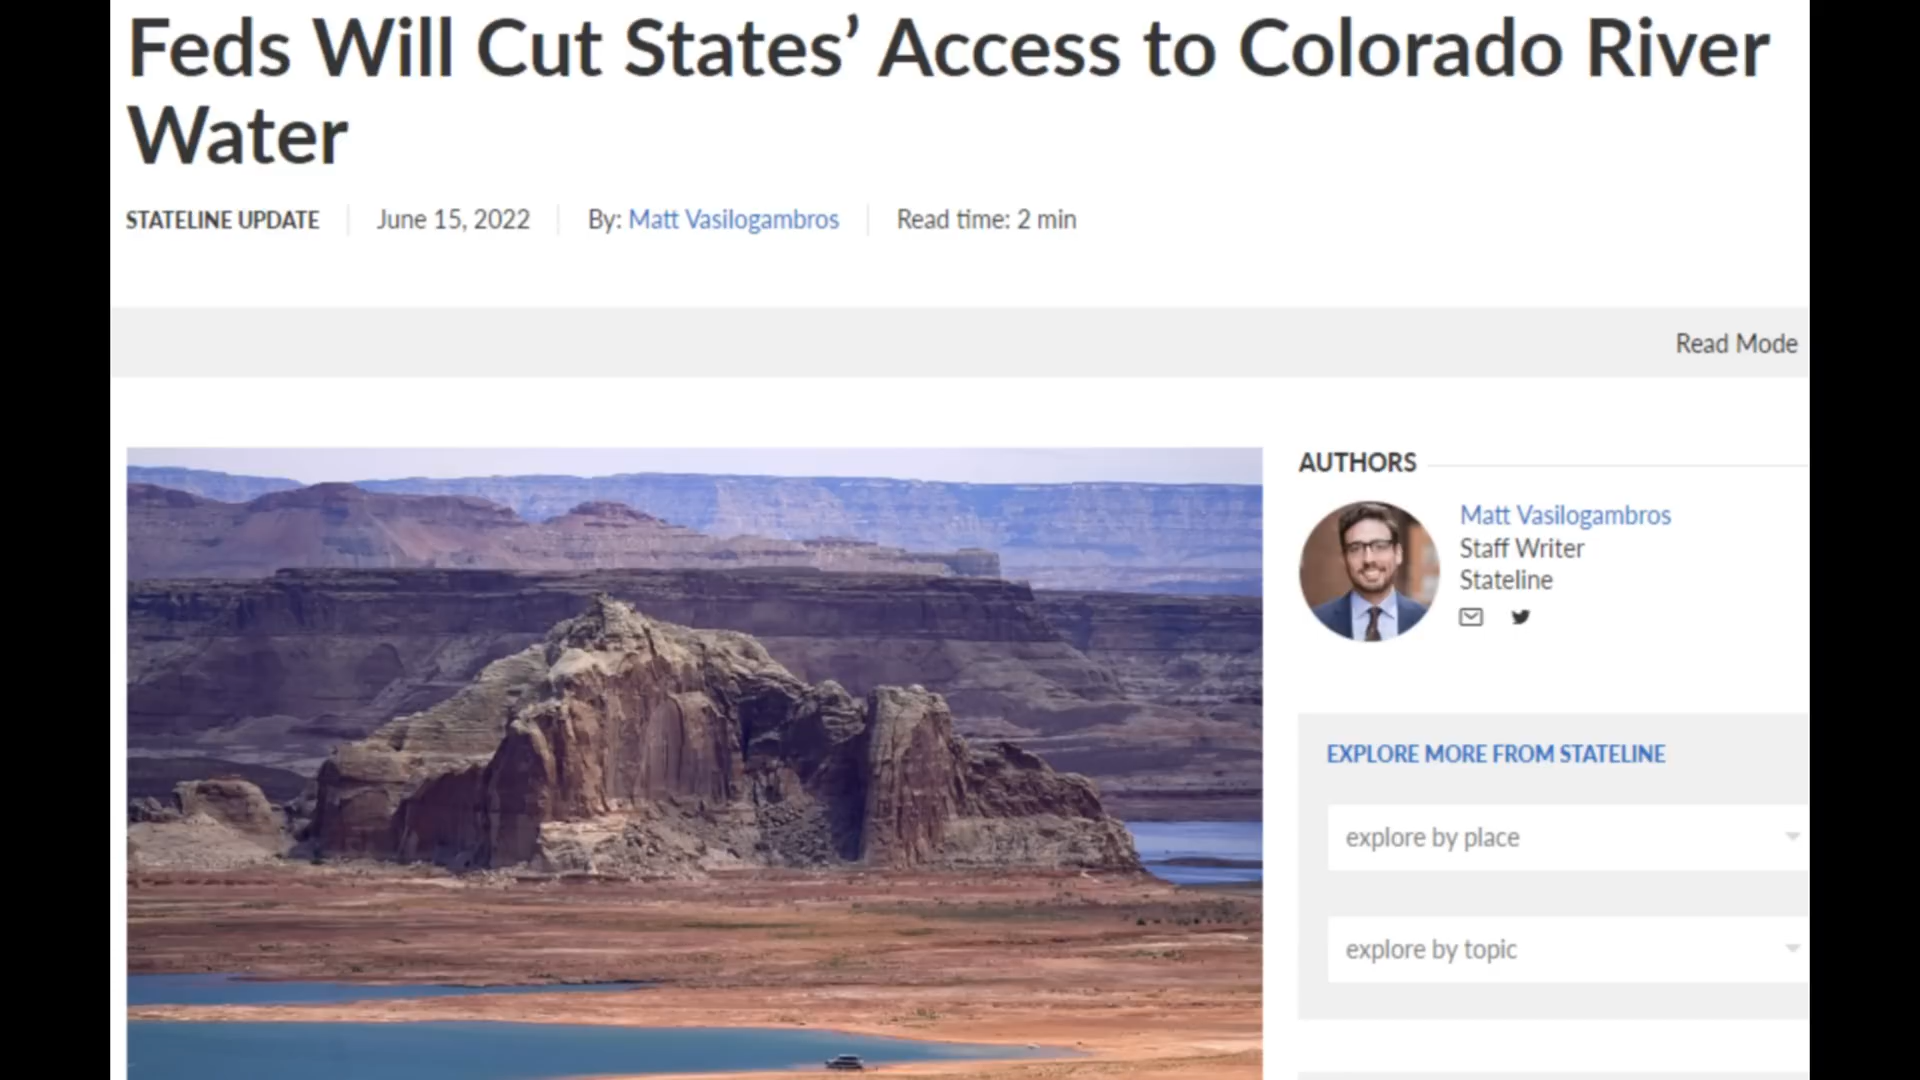 Feds Will Cut States’ Access to Colorado River
Water
STATELINE UPDATE June 15, 2022 By: Matt Vasilogambros Read time: 2 min
Read Mode
AUTHORS
Matt Vasilogambros
Staff Writer
Stateline
EXPLORE MORE FROM STATELINE
explore by place
explore by topic